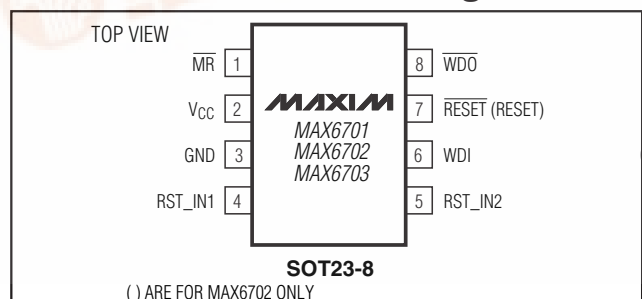 TOP VIEW
MR 1
8 WDO
VCC 2
MAXIM
7 RESET (RESET)
MAX6701
MAX6702
MAX6703
GND 3
6 WDI
RST_IN1 4
5 RST_IN2
SOT23-8
( ) ARE FOR MAX6702 ONLY